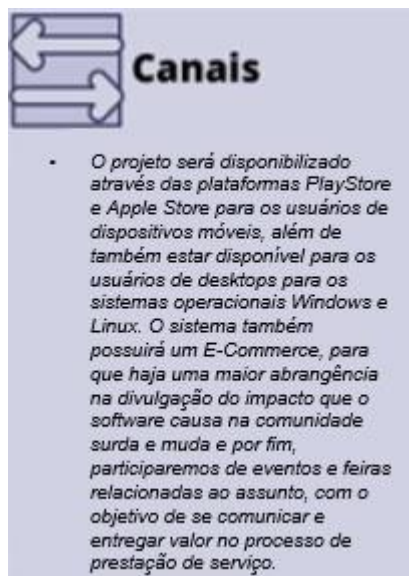 Canais
- O projeto será disponibilizado
através das plataformas PlayStore
e Apple Store para os usuários de
dispositivos móveis, além de
também estar disponível para os
usuários de desktops para os
sistemas operacionais Windows e
Linux. O sistema também
possuirá um E-Commerce, para
que haja uma maior abrangência
na divulgação do impacto que o
software causa na comunidade
surda e muda e por fim,
participaremos de eventos e feiras
relacionadas ao assunto, com o
objetivo de se comunicar e
entregar valor no processo de
prestação de serviço.